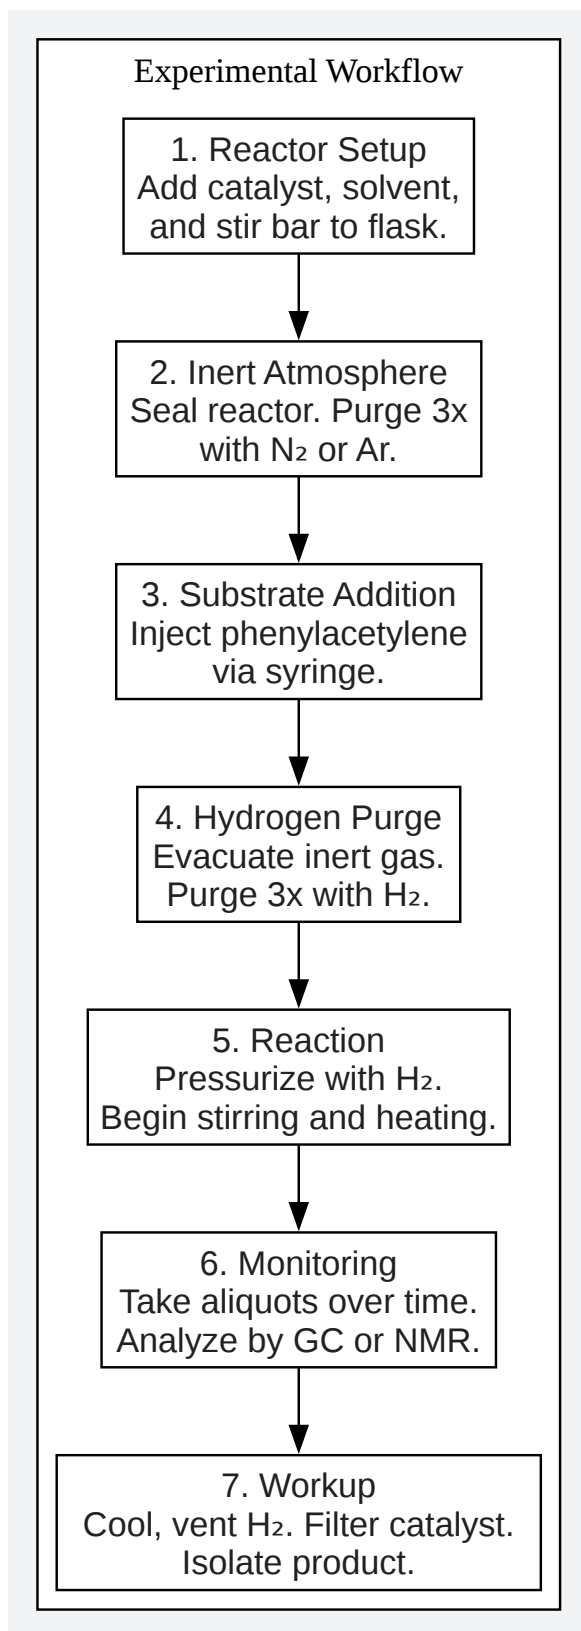 Experimental Workflow
1. Reactor Setup
Add catalyst, solvent,
and stir bar to flask.
2. Inert Atmosphere
Seal reactor. Purge 3x
with N₂ or Ar.
3. Substrate Addition
Inject phenylacetylene
via syringe.
4. Hydrogen Purge
Evacuate inert gas.
Purge 3x with H₂.
5. Reaction
Pressurize with H₂.
Begin stirring and heating.
6. Monitoring
Take aliquots over time.
Analyze by GC or NMR.
7. Workup
Cool, vent H₂. Filter catalyst.
Isolate product.